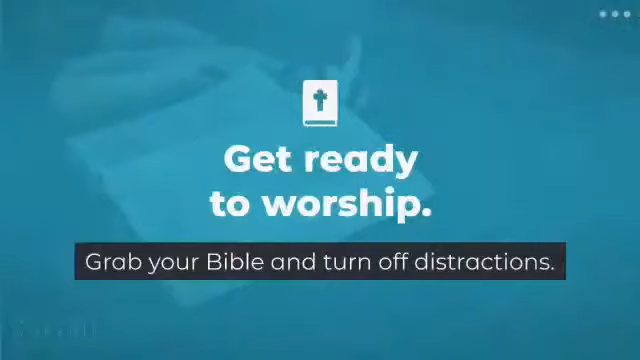 Get ready
to worship.
Grab your Bible and turn off distractions.